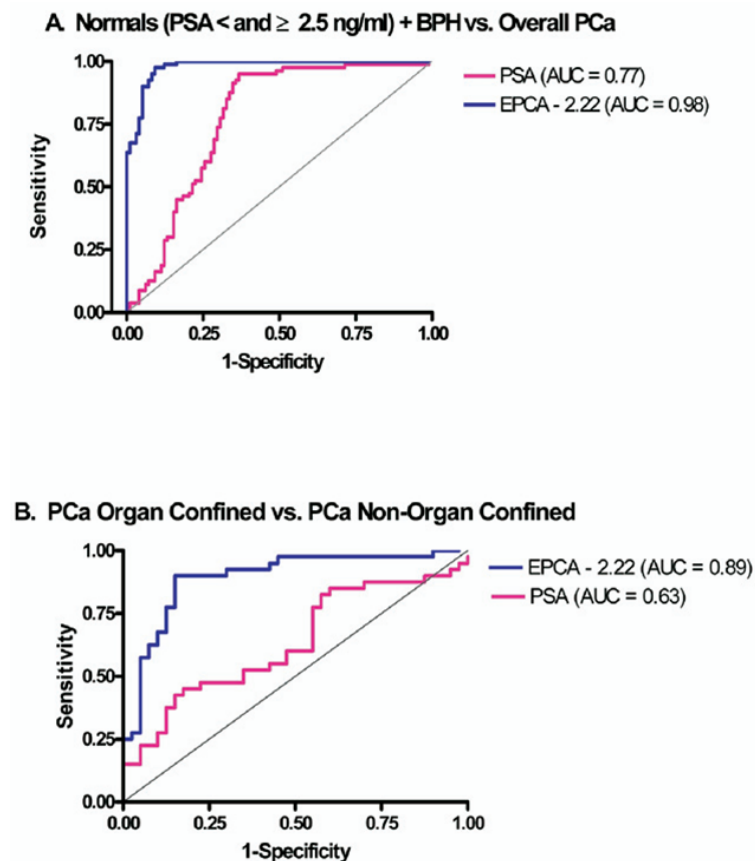 A. Normals (PSA < and ≥ 2.5 ng/ml) + BPH vs. Overall PCa
1.00
0.75
0.50
0.25
0.00
Sensitivity
0.00 0.25 0.50 0.75 1.00
1-Specificity
PSA (AUC = 0.77)
EPCA - 2.22 (AUC = 0.98)
B. PCa Organ Confined vs. PCa Non-Organ Confined
1.00
0.75
0.50
0.25
0.00
Sensitivity
0.00 0.25 0.50 0.75 1.00
1-Specificity
EPCA - 2.22 (AUC = 0.89)
PSA (AUC = 0.63)